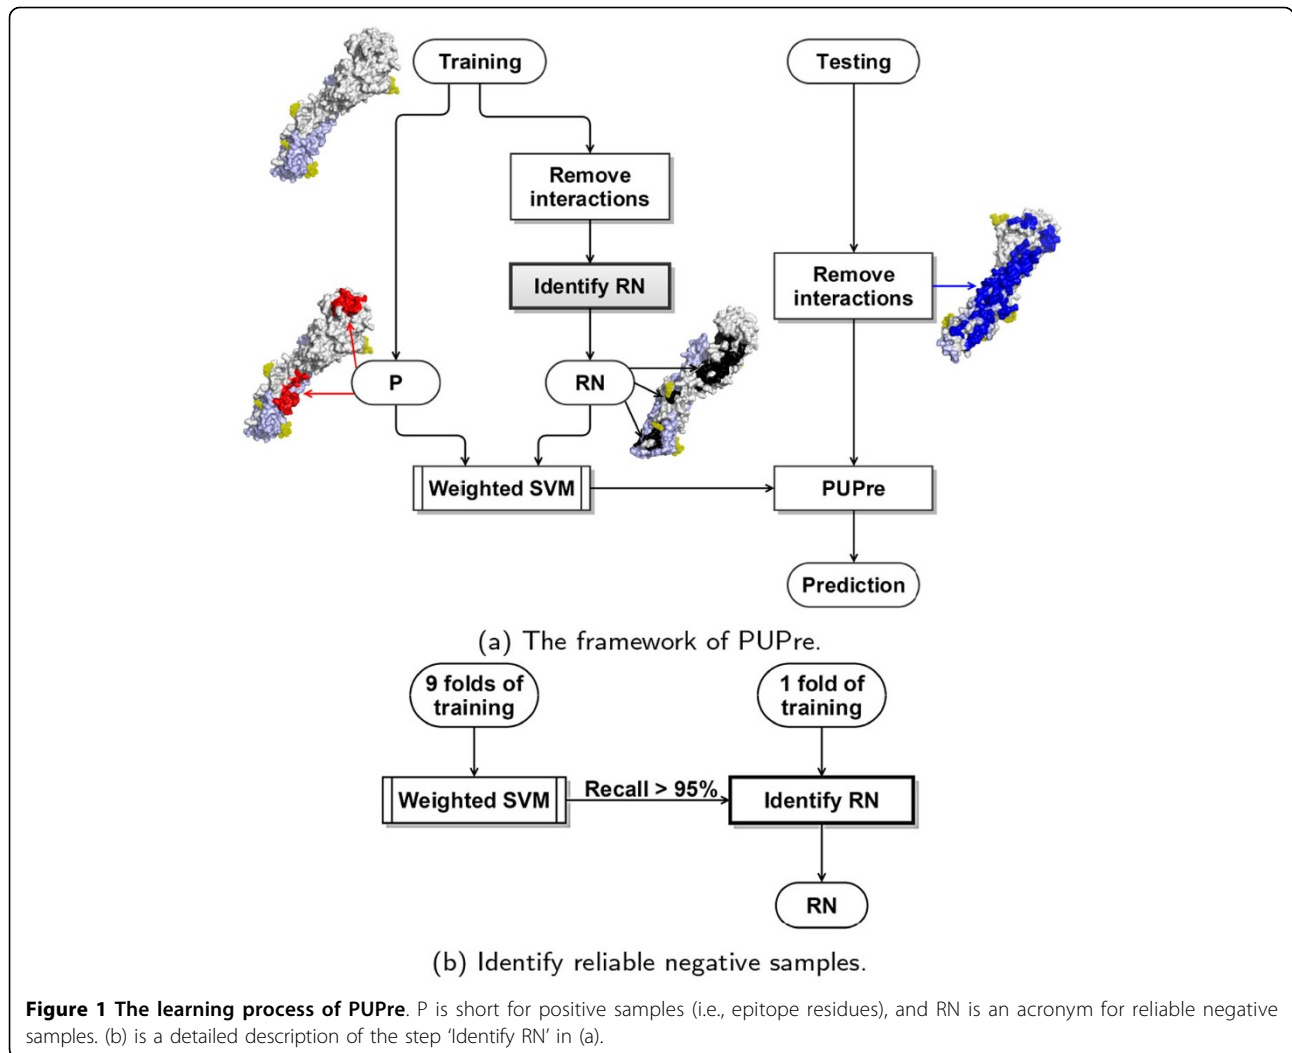 Training
Testing
Remove
interactions
Identify RN
Remove
interactions
P
RN
Weighted SVM
PUPre
Prediction
(a) The framework of PUPre.
9 folds of
training
1 fold of
training
Weighted SVM
Recall > 95%
Identify RN
RN
(b) Identify reliable negative samples.
Figure 1 The learning process of PUPre. P is short for positive samples (i.e., epitope residues), and RN is an acronym for reliable negative
samples. (b) is a detailed description of the step ‘Identify RN’ in (a).